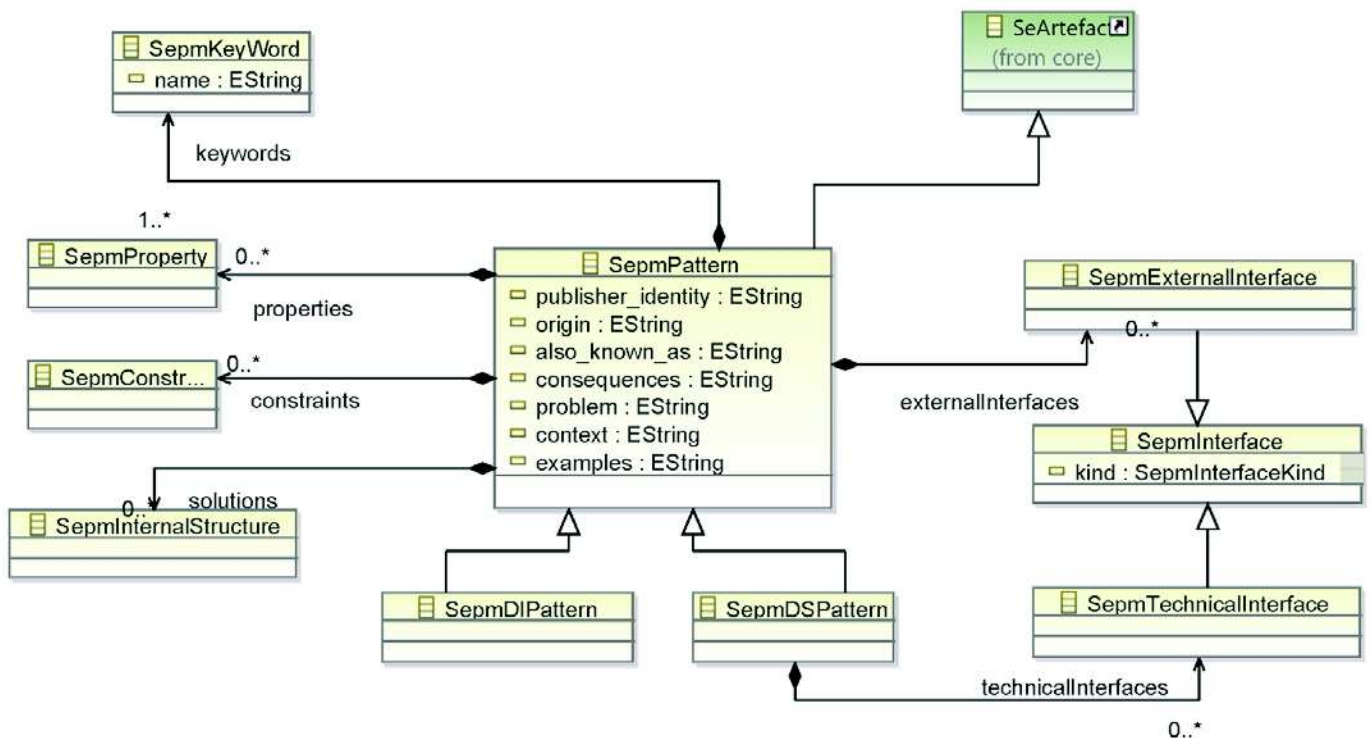 SepmKeyWord
name : EString
SeArtefact
(from core)
keywords
1..*
SepmProperty
0..*
properties
SepmConstr...
0..*
constraints
solutions
0..*
SepmInternalStructure
SepmPattern
publisher_identity : EString
origin : EString
also_known_as : EString
consequences : EString
problem : EString
context : EString
examples : EString
SepmExternalInterface
0..*
externalInterfaces
SepmInterface
kind : SepmInterfaceKind
SepmDIPattern
SepmDSPattern
SepmTechnicalInterface
technicalInterfaces
0..*